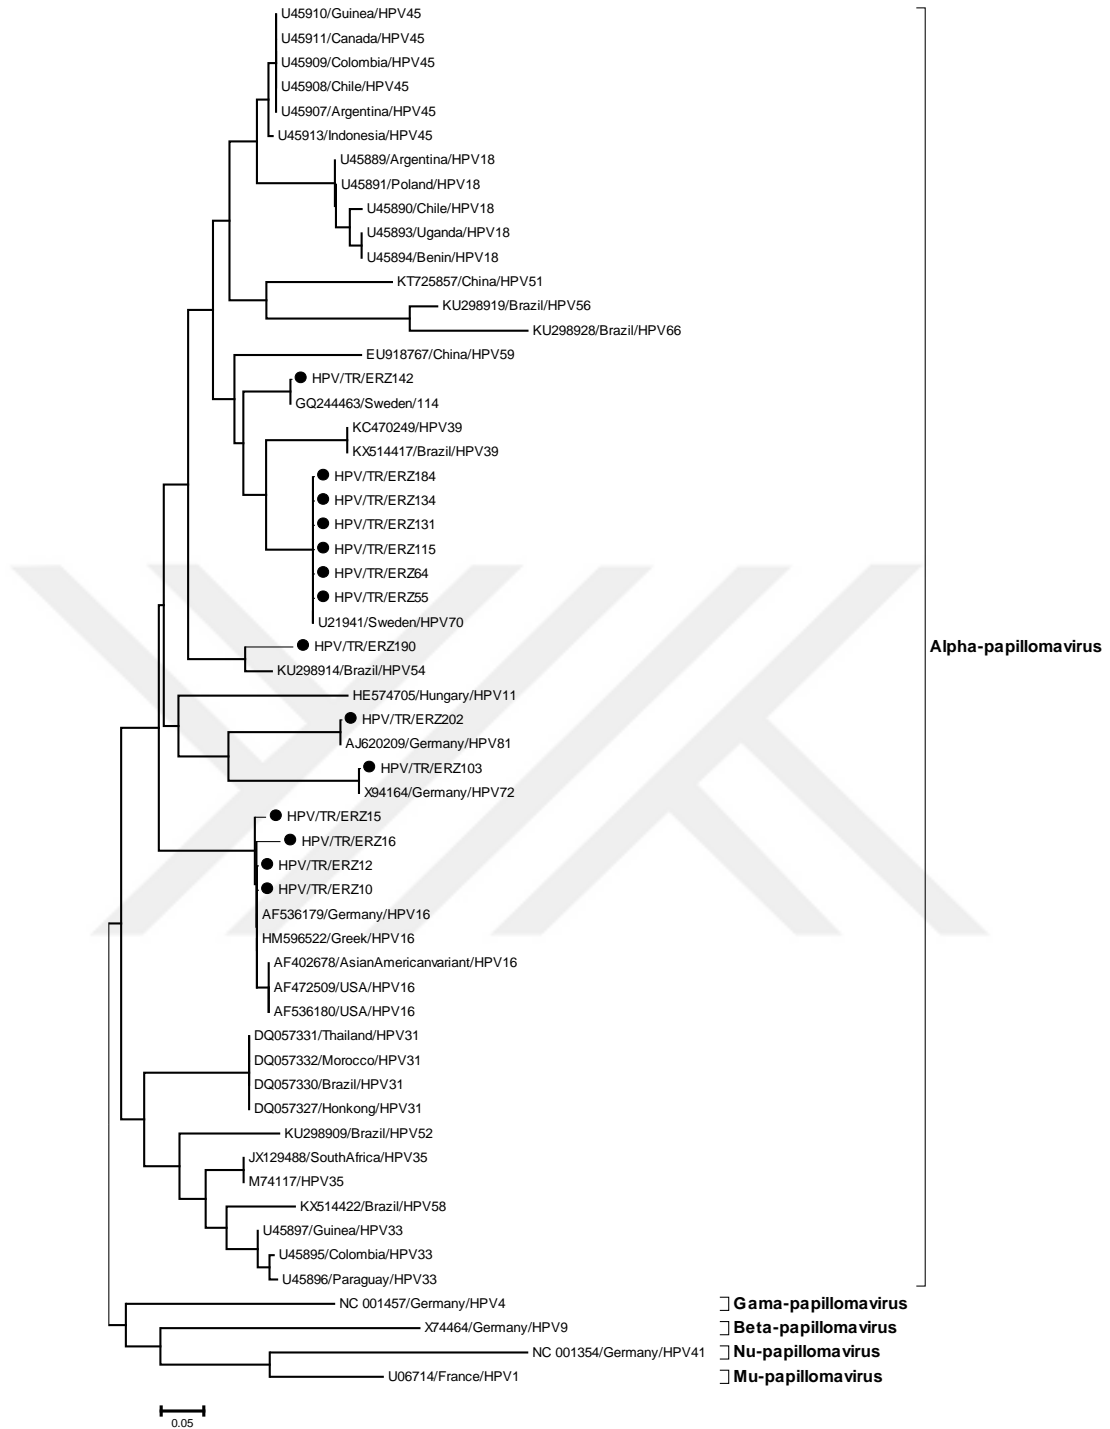 U45910/Guinea/HPV45
U45911/Canada/HPV45
U45909/Colombia/HPV45
U45908/Chile/HPV45
U45907/Argentina/HPV45
U45913/Indonesia/HPV45
U45889/Argentina/HPV18
U45891/Poland/HPV18
U45890/Chile/HPV18
U45893/Uganda/HPV18
U45894/Benin/HPV18
KT725857/China/HPV51
KU298919/Brazil/HPV56
KU298928/Brazil/HPV66
EU918767/China/HPV59
HPV/TR/ERZ142
GQ244463/Sweden/114
KC470249/HPV39
KX514417/Brazil/HPV39
HPV/TR/ERZ184
HPV/TR/ERZ134
HPV/TR/ERZ131
HPV/TR/ERZ115
HPV/TR/ERZ64
HPV/TR/ERZ55
U21941/Sweden/HPV70
HPV/TR/ERZ190
Alpha-papillomavirus
KU298914/Brazil/HPV54
HE574705/Hungary/HPV11
HPV/TR/ERZ202
AJ620209/Germany/HPV81
HPV/TR/ERZ103
X94164/Germany/HPV72
HPV/TR/ERZ15
HPV/TR/ERZ16
HPV/TR/ERZ12
HPV/TR/ERZ10
AF536179/Germany/HPV16
HM596522/Greek/HPV16
AF402678/AsianAmericanvariant/HPV16
AF472509/USA/HPV16
AF536180/USA/HPV16
DQ057331/Thailand/HPV31
DQ057332/Morocco/HPV31
DQ057330/Brazil/HPV31
DQ057327/Honkong/HPV31
KU298909/Brazil/HPV52
JX129488/SouthAfrica/HPV35
M74117/HPV35
KX514422/Brazil/HPV58
U45897/Guinea/HPV33
U45895/Colombia/HPV33
U45896/Paraguay/HPV33
NC 001457/Germany/HPV4 Gama-papillomavirus
X74464/Germany/HPV9 Beta-papillomavirus
NC 001354/Germany/HPV41 Nu-papillomavirus
U06714/France/HPV1 Mu-papillomavirus
0.05